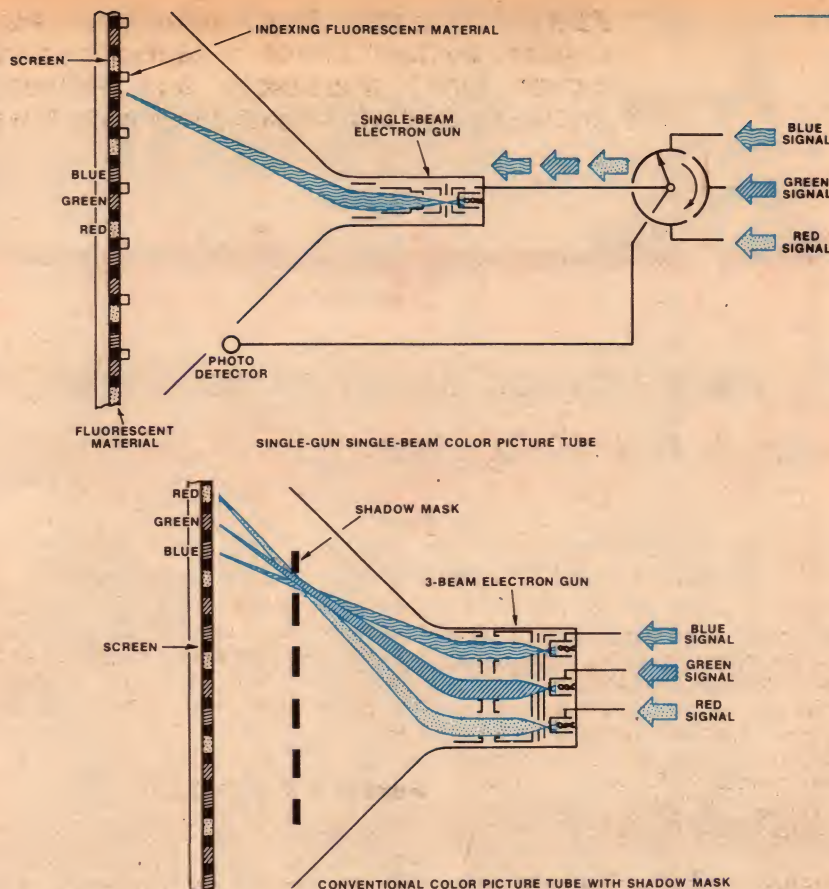 INDEXING FLUORESCENT MATERIAL
SCREEN
SINGLE-BEAM
ELECTRON GUN
BLUE
SIGNAL
GREEN
SIGNAL
RED
SIGNAL
BLUE
GREEN
RED
PHOTO
DETECTOR
FLUORESCENT
MATERIAL
SINGLE-GUN SINGLE-BEAM COLOR PICTURE TUBE
RED
GREEN
BLUE
SHADOW MASK
3-BEAM ELECTRON GUN
SCREEN
BLUE
SIGNAL
GREEN
SIGNAL
RED
SIGNAL
CONVENTIONAL COLOR PICTURE TUBE WITH SHADOW MASK